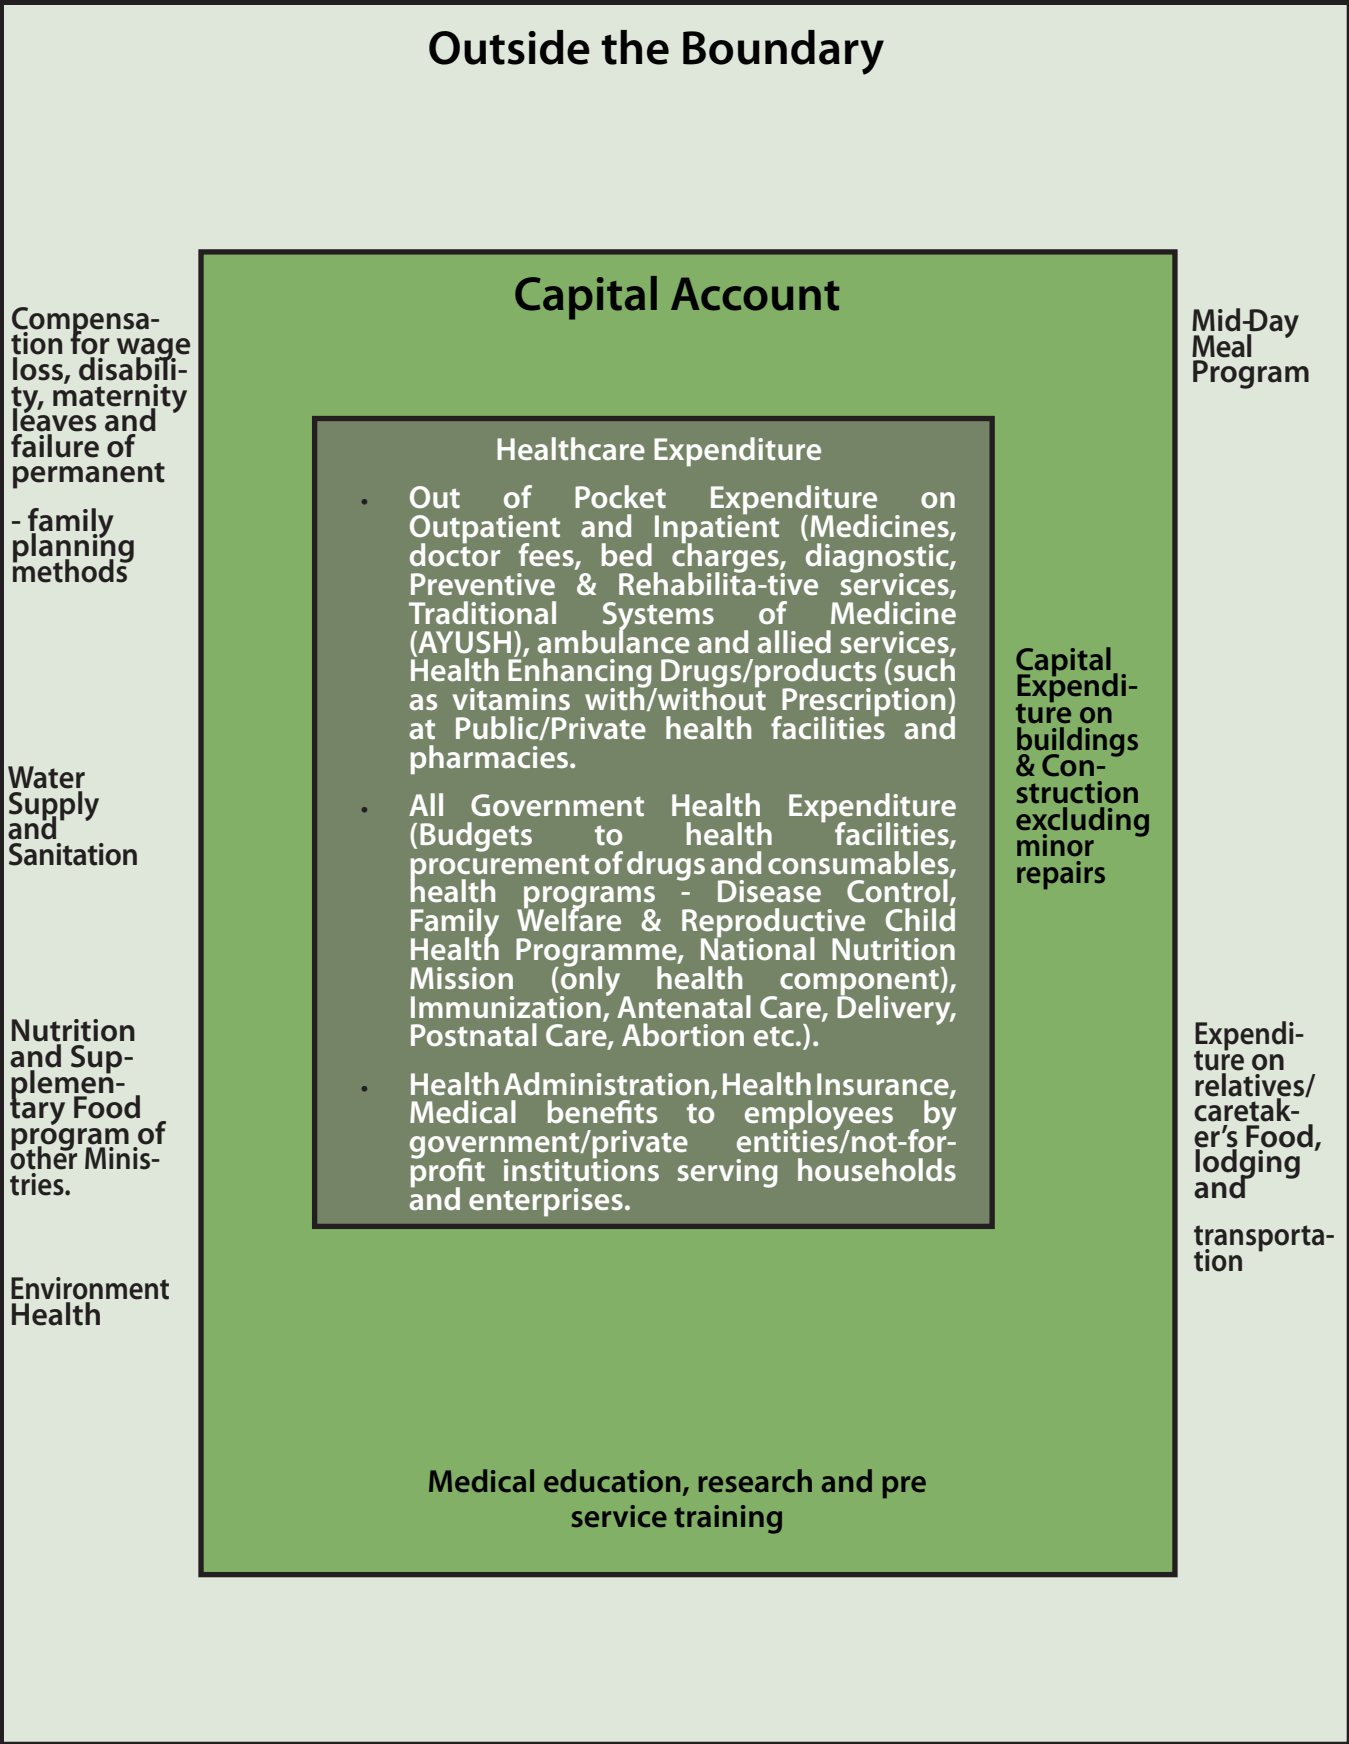 Outside the Boundary
Compensa-
tion for wage
loss, disabili-
ty, maternity
leaves and
failure of
permanent
- family
planning
methods
Water
Supply
and
Sanitation
Nutrition
and Sup-
plemen-
tary Food
program of
other Minis-
tries.
Environment
Health
Capital Account
Healthcare Expenditure
• Out of Pocket Expenditure on
Outpatient and Inpatient (Medicines,
doctor fees, bed charges, diagnostic,
Preventive & Rehabilita-tive services,
Traditional Systems of Medicine
(AYUSH), ambulance and allied services,
Health Enhancing Drugs/products (such
as vitamins with/without Prescription)
at Public/Private health facilities and
pharmacies.
• All Government Health Expenditure
(Budgets to health facilities,
procurement of drugs and consumables,
health programs - Disease Control,
Family Welfare & Reproductive Child
Health Programme, National Nutrition
Mission (only health component),
Immunization, Antenatal Care, Delivery,
Postnatal Care, Abortion etc.).
• Health Administration, Health Insurance,
Medical benefits to employees by
government/private entities/not-for-
profit institutions serving households
and enterprises.
Capital
Expendi-
ture on
buildings
& Con-
struction
excluding
minor
repairs
Medical education, research and pre
service training
Mid-Day
Meal
Program
Expendi-
ture on
relatives/
caretak-
er's Food,
lodging
and
transporta-
tion